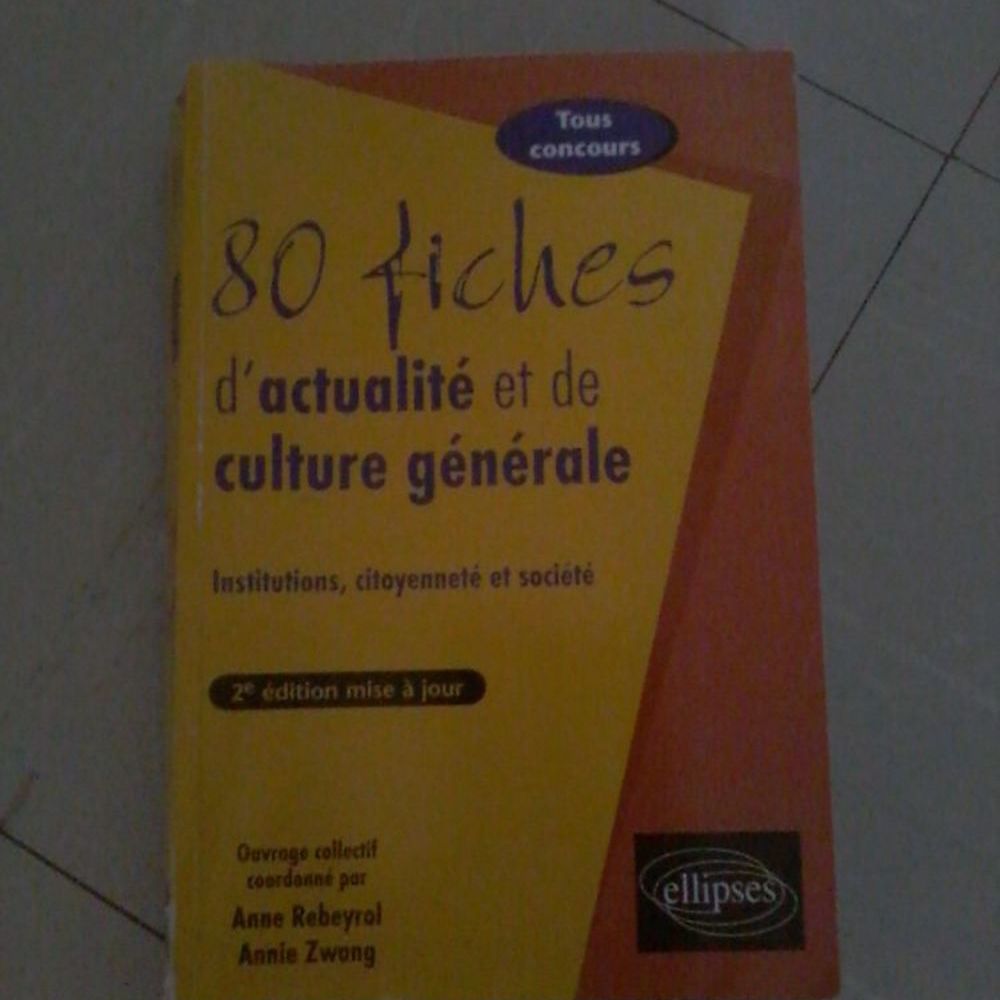 Tous
concours
80 fiches
d'actualité et de
culture générale
Institutions, citoyenneté et société
2e édition mise à jour
Ouvrage collectif
coordonné par
Anne Rebeyrol
Annie Zwang
ellipses